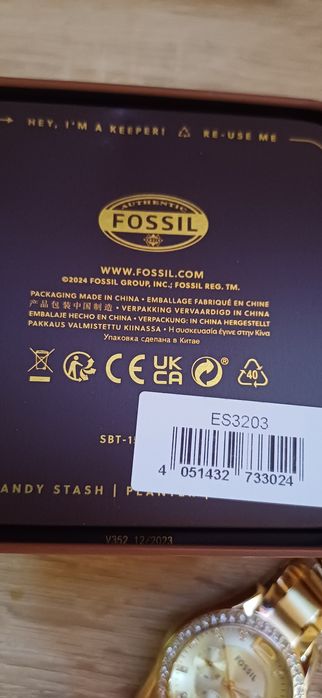 HEY, I'M A KEEPER! RE-USE ME
AUTHENTIC
FOSSIL
WWW.FOSSIL.COM
©2024 FOSSIL GROUP, INC.; FOSSIL REG. TM.
PACKAGING MADE IN CHINA • EMBALLAGE FABRIQUÉ EN CHINE
产品包装中国制造 • VERPAKKING VERVAARDIGD IN CHINA
EMBALAJE HECHO EN CHINA • VERPACKUNG: IN CHINA HERGESTELLT
PAKKAUS VALMISTETTU KIINASSA • Η συσκευασία έγινε στην Κίνα
Упаковка сделана в Китае
CE UK CA ® 40
ES3203
SBT-1
4 051432 733024
ANDY STASH |
V352 12/2023
FOSSIL